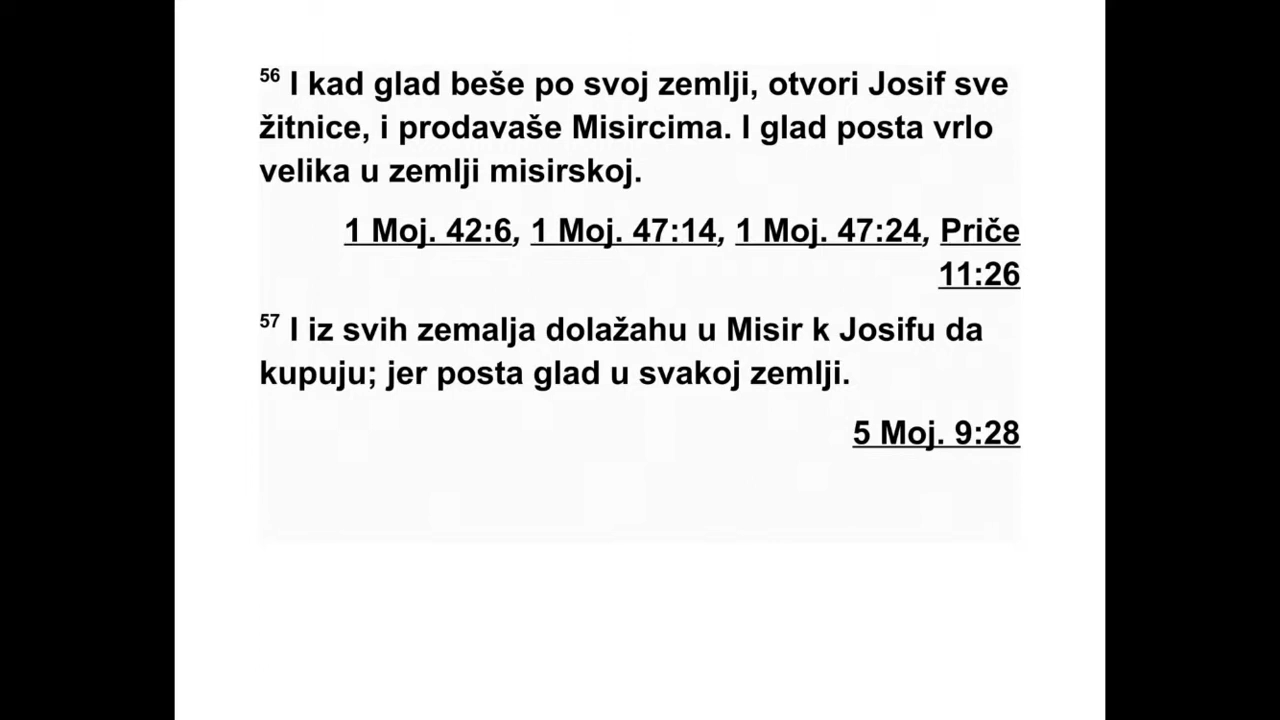 56 I kad glad beše po svoj zemlji, otvori Josif sve
žitnice, i prodavaše Misircima. I glad posta vrlo
velika u zemlji misirskoj.
1 Moj. 42:6, 1 Moj. 47:14, 1 Moj. 47:24, Priče
11:26
57 I iz svih zemalja dolažahu u Misir k Josifu da
kupuju; jer posta glad u svakoj zemlji.
5 Moj. 9:28